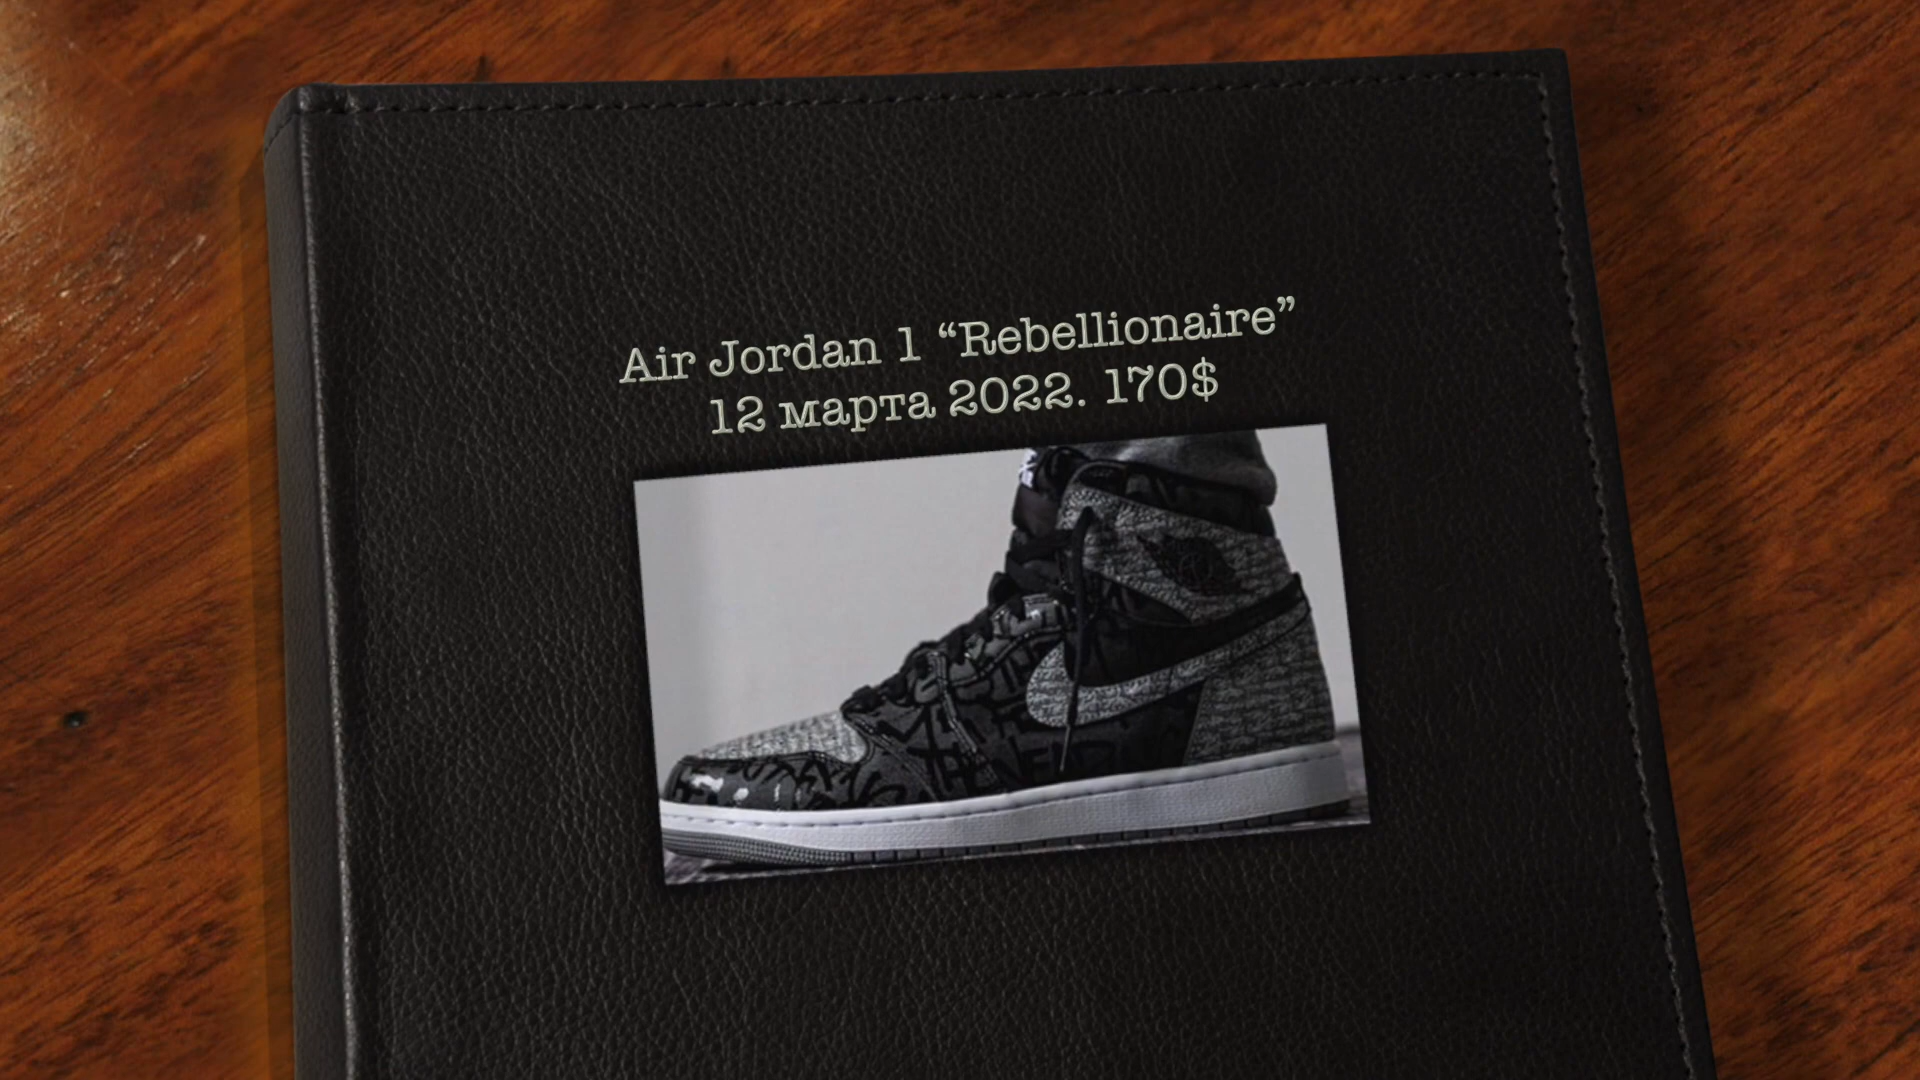 Air Jordan 1 “Rebellionaire”
12 марта 2022. 170$